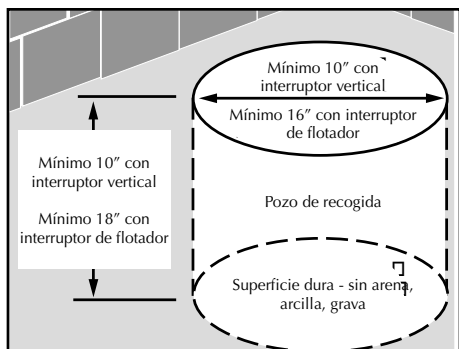 Mínimo 10” con
interruptor vertical
Mínimo 16” con interruptor
de flotador
Mínimo 10” con
interruptor vertical
Mínimo 18” con
interruptor de flotador
Pozo de recogida
Superficie dura - sin arena,
arcilla, grava